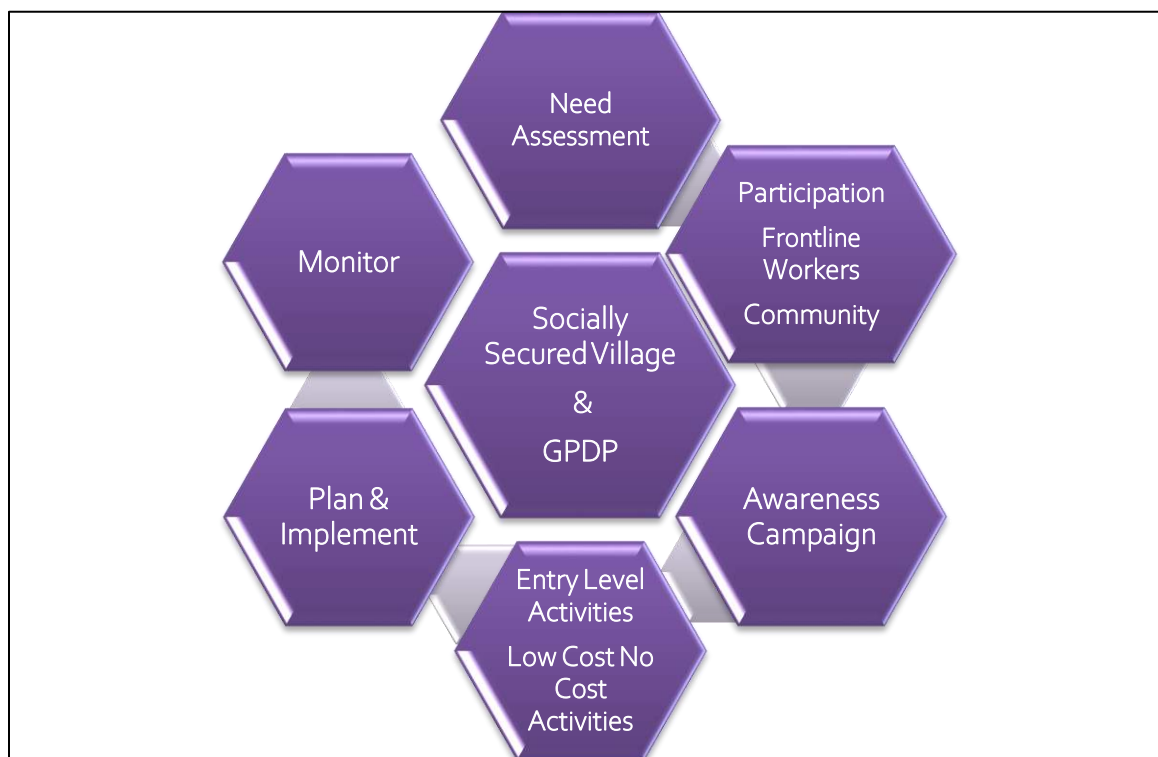 Need
Assessment
Participation
Frontline
Workers
Community
Monitor
Socially
Secured Village
&
GPDP
Plan &
Implement
Awareness
Campaign
Entry Level
Activities
Low Cost No
Cost
Activities